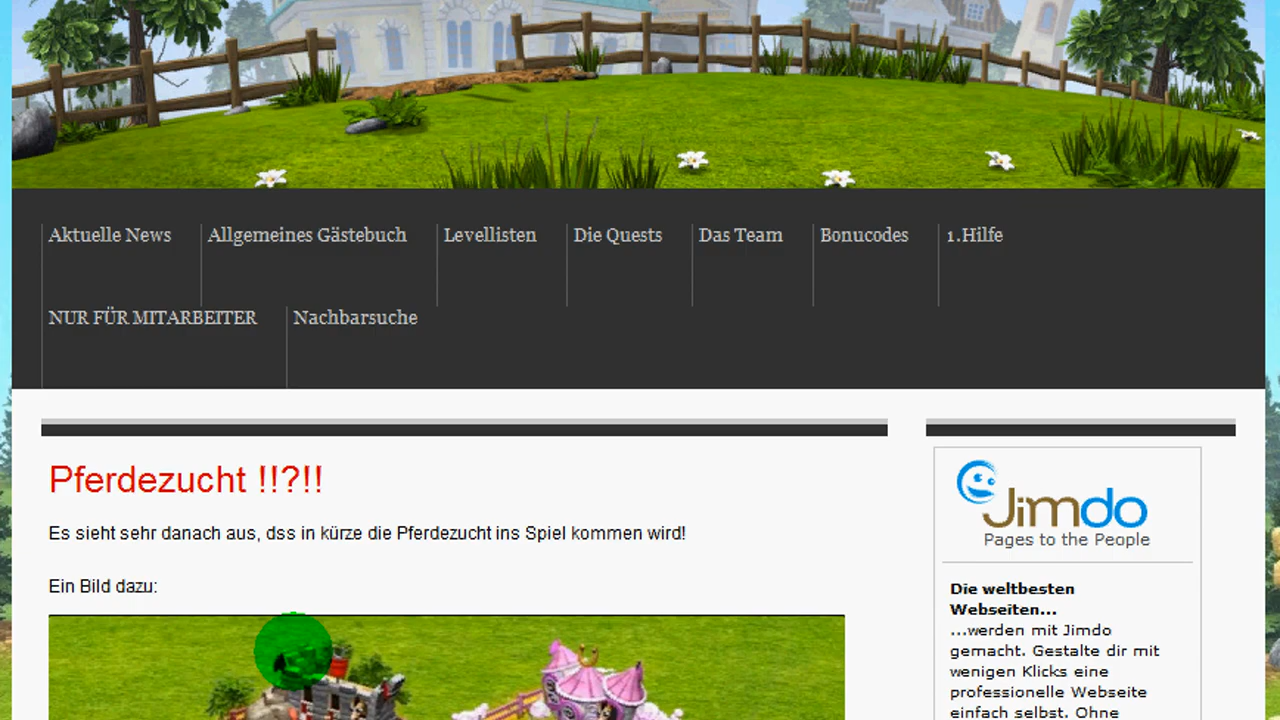 Aktuelle News
Allgemeines Gästebuch
Levellisten
Die Quests
Das Team
Bonucodes
1.Hilfe
NUR FÜR MITARBEITER
Nachbarsuche
Pferdezucht !!?!!
Es sieht sehr danach aus, dss in kürze die Pferdezucht ins Spiel kommen wird!
Ein Bild dazu:
Jimdo
Pages to the People
Die weltbesten
Webseiten...
...werden mit Jimdo
gemacht. Gestalte dir mit
wenigen Klicks eine
professionelle Webseite
einfach selbst. Ohne